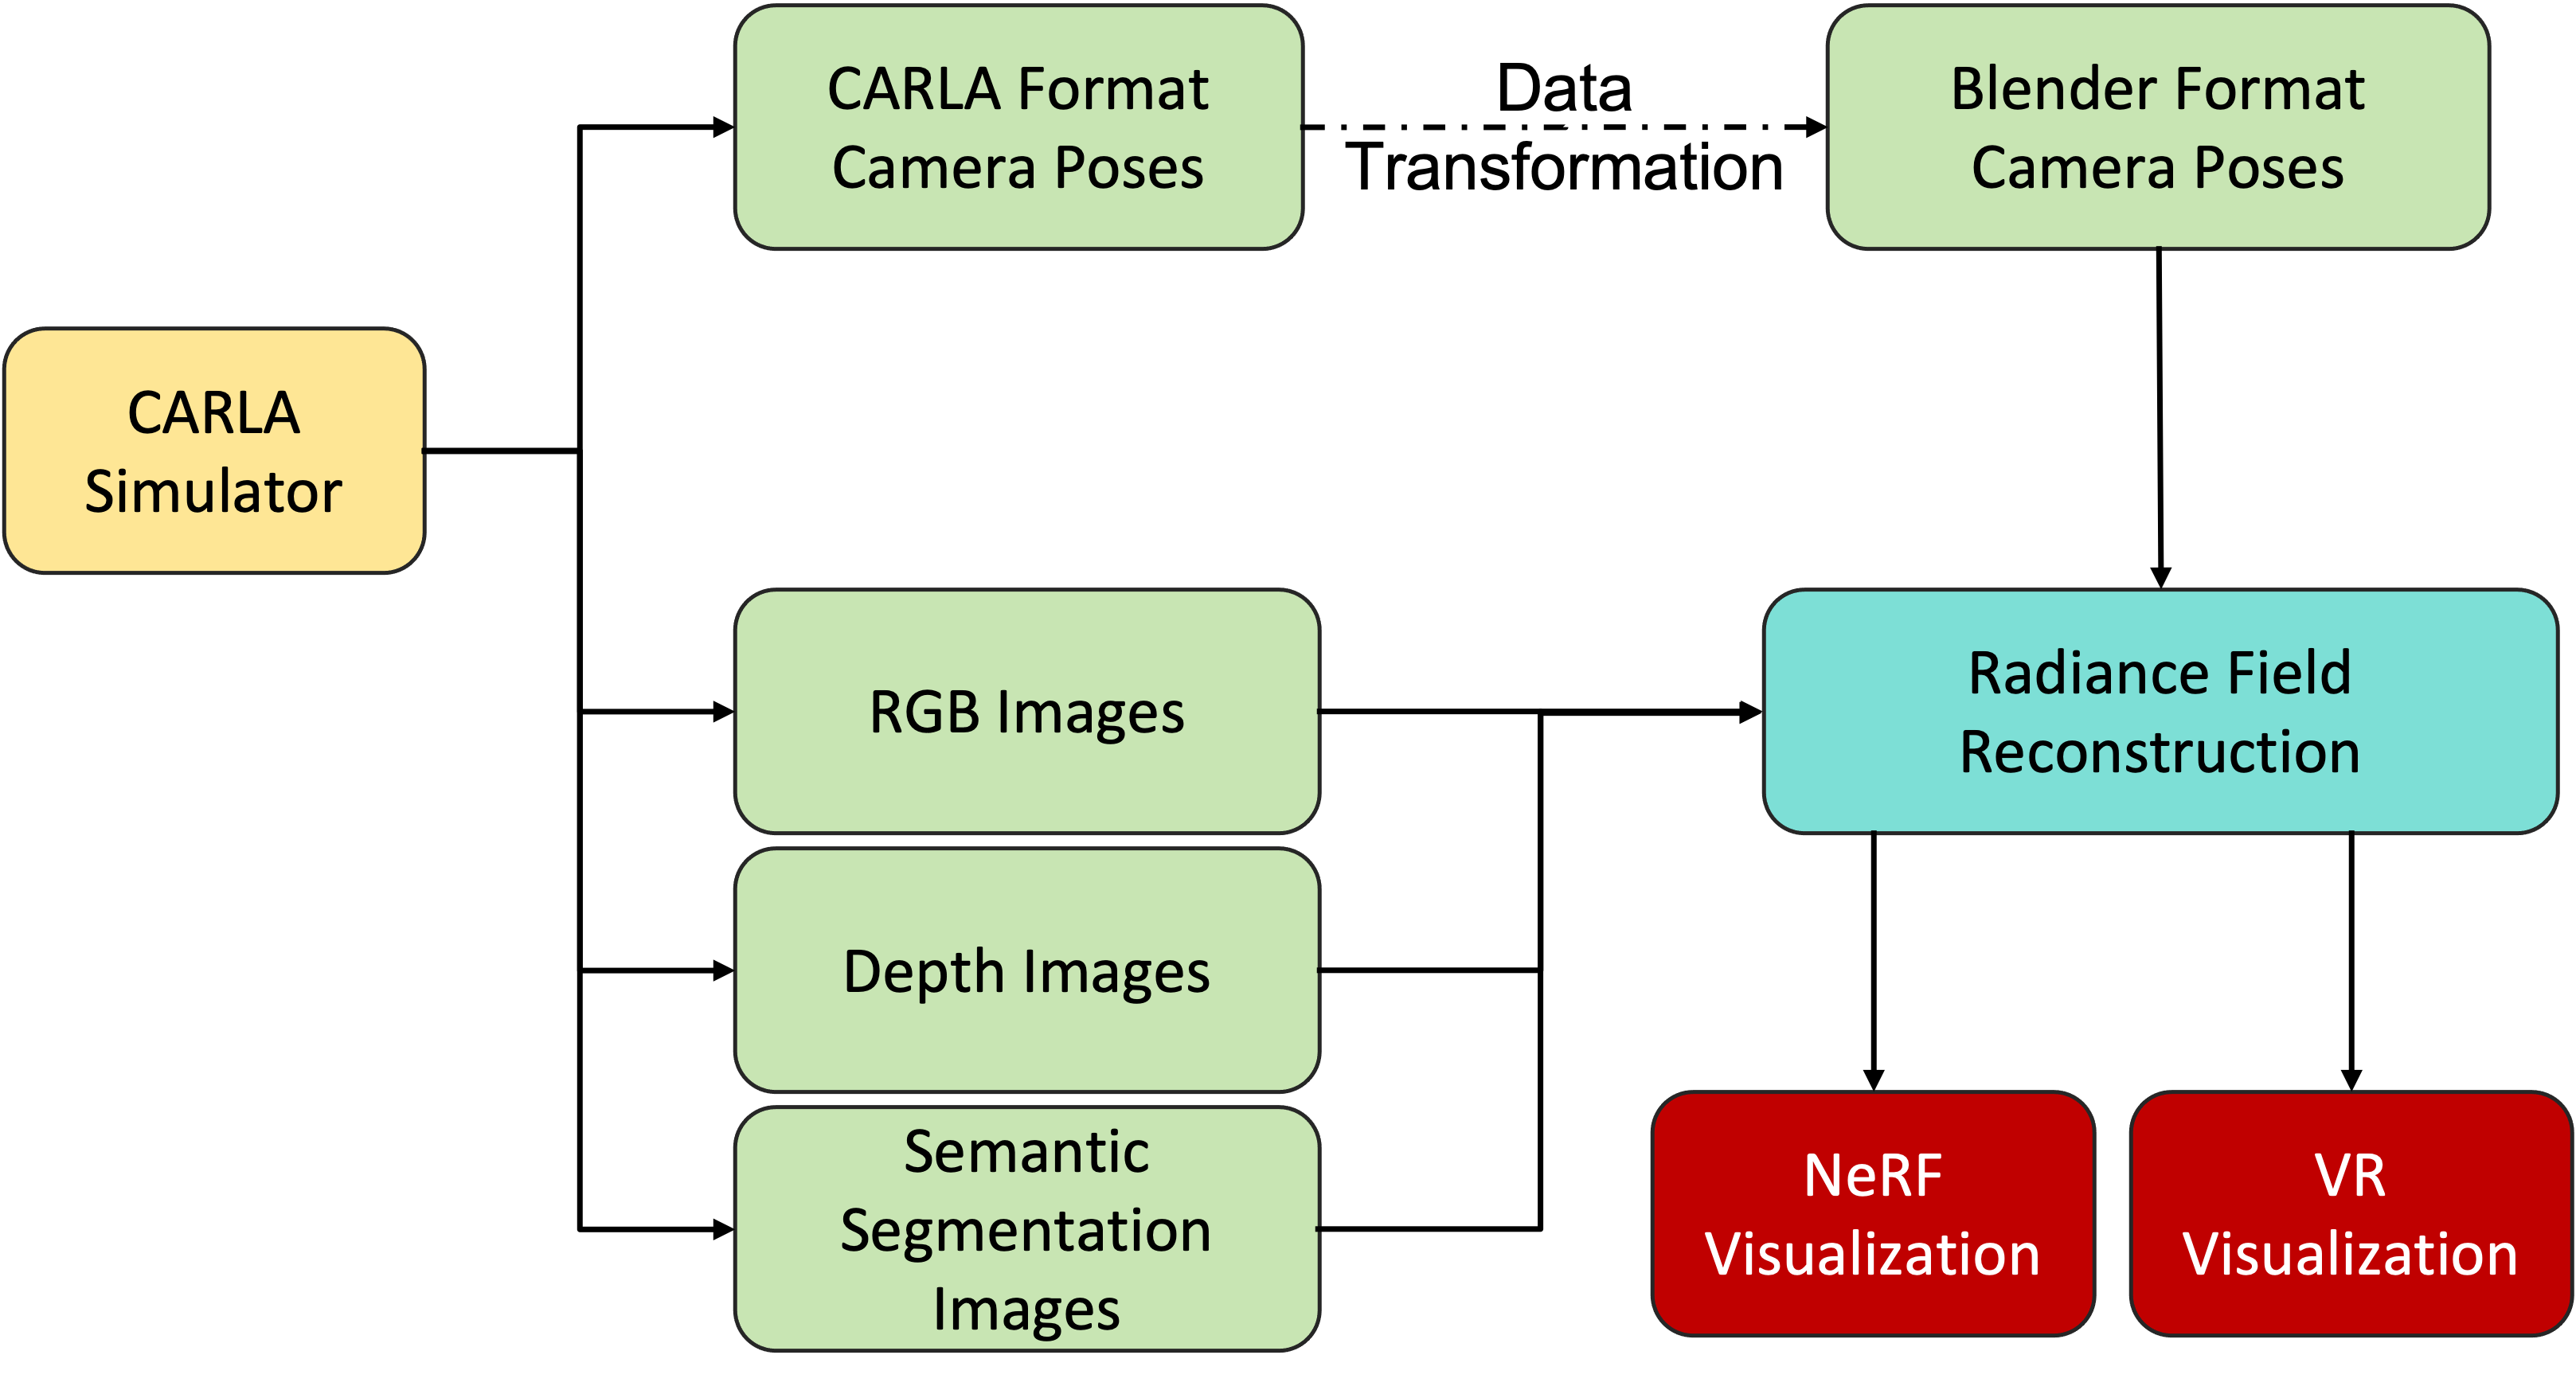 CARLA Format
Camera Poses
Data
Transformation
Blender Format
Camera Poses
CARLA
Simulator
RGB Images
Radiance Field
Reconstruction
Depth Images
Semantic
Segmentation
Images
NeRF
Visualization
VR
Visualization